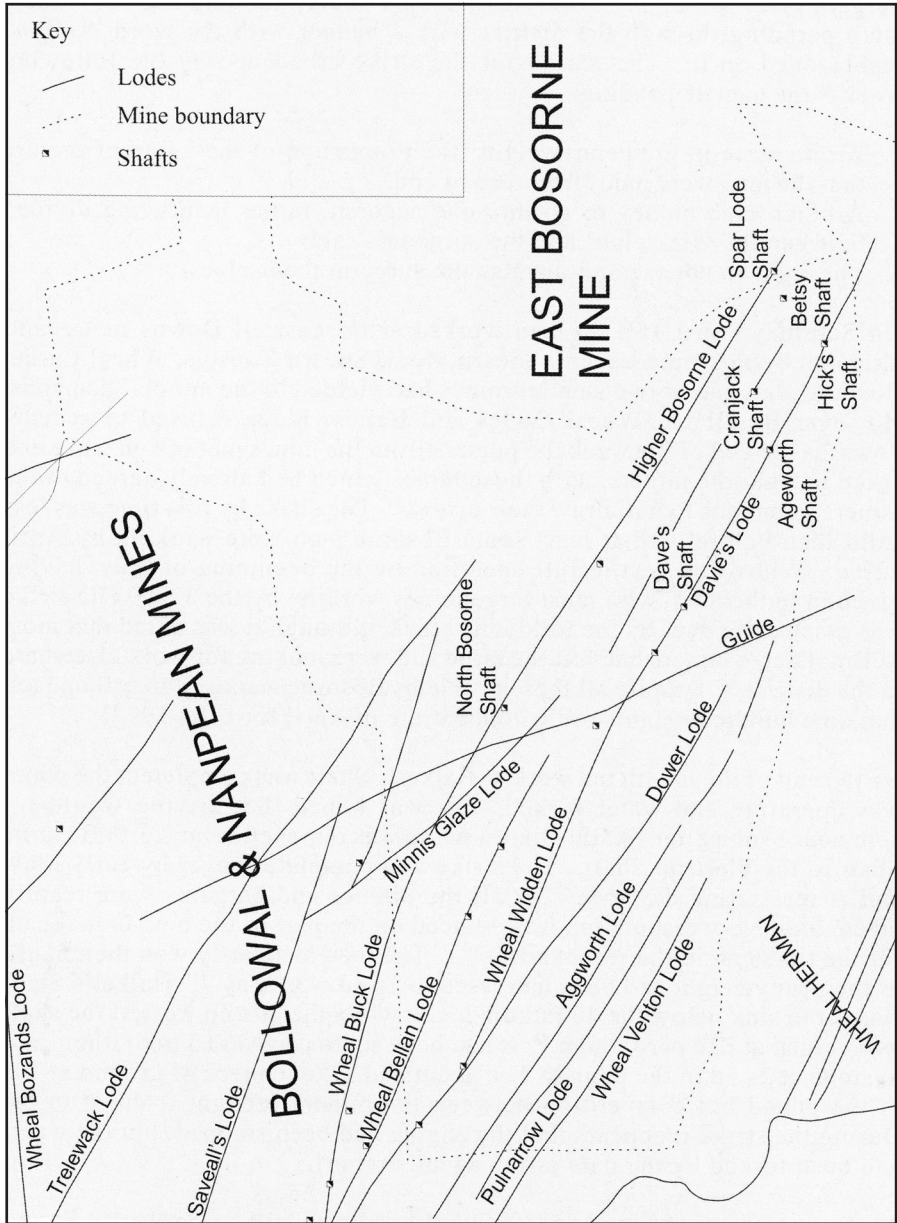 Key
Lodes
Mine boundary
Shafts
EAST BOSORNE
MINE
BOLLOWAL & NANPEAN MINES
Wheal Bozands Lode
Trelewack Lode
Saveall's Lode
Wheal Buck Lode
Wheal Bellan Lode
Minnis Glaze Lode
North Bosorne
Shaft
Wheal Widden Lode
Aggworth Lode
Dower Lode
Guide
Pulnarrow Lode
Wheal Venton Lode
WHEAL HERMAN
Higher Bosorne Lode
Dave's
Shaft
Davie's Lode
Cranjack
Shaft
Ageworth
Shaft
Spar Lode
Shaft
Betsy
Shaft
Hick's
Shaft